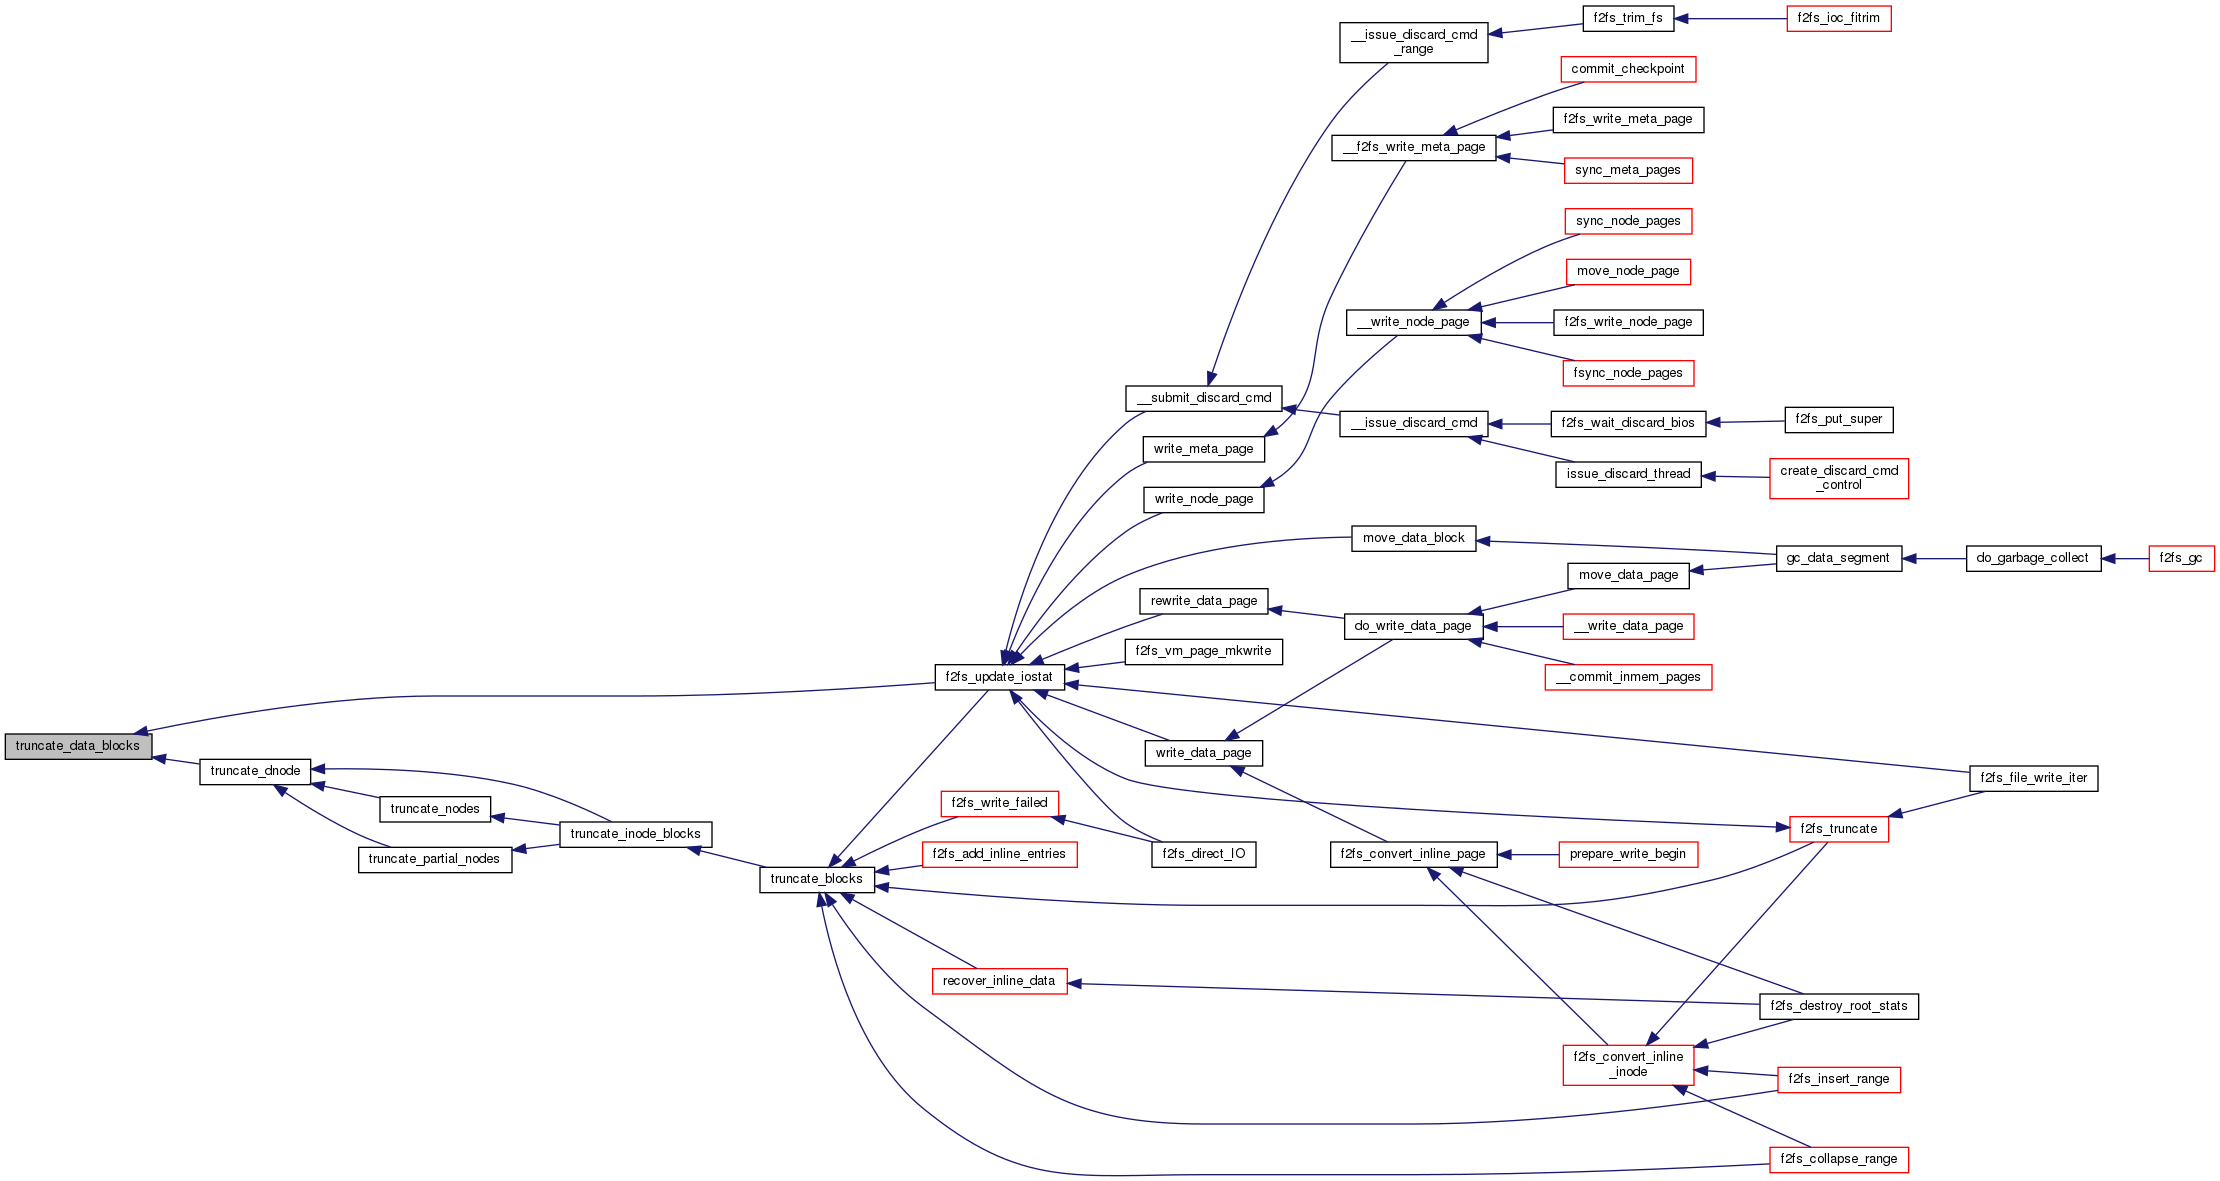 f2fs_trim_fs
f2fs_ioc_fitrim
__issue_discard_cmd
_range
commit_checkpoint
f2fs_write_meta_page
__f2fs_write_meta_page
sync_meta_pages
sync_node_pages
move_node_page
__write_node_page
f2fs_write_node_page
fsync_node_pages
__submit_discard_cmd
__issue_discard_cmd
f2fs_wait_discard_bios
f2fs_put_super
write_meta_page
issue_discard_thread
create_discard_cmd
_control
write_node_page
move_data_block
gc_data_segment
do_garbage_collect
f2fs_gc
move_data_page
rewrite_data_page
do_write_data_page
__write_data_page
f2fs_vm_page_mkwrite
f2fs_update_iostat
__commit_inmem_pages
truncate_data_blocks
write_data_page
truncate_dnode
f2fs_file_write_iter
truncate_nodes
f2fs_write_failed
truncate_inode_blocks
f2fs_truncate
truncate_partial_nodes
f2fs_add_inline_entries
f2fs_direct_IO
f2fs_convert_inline_page
prepare_write_begin
truncate_blocks
recover_inline_data
f2fs_destroy_root_stats
f2fs_convert_inline
_inode
f2fs_insert_range
f2fs_collapse_range